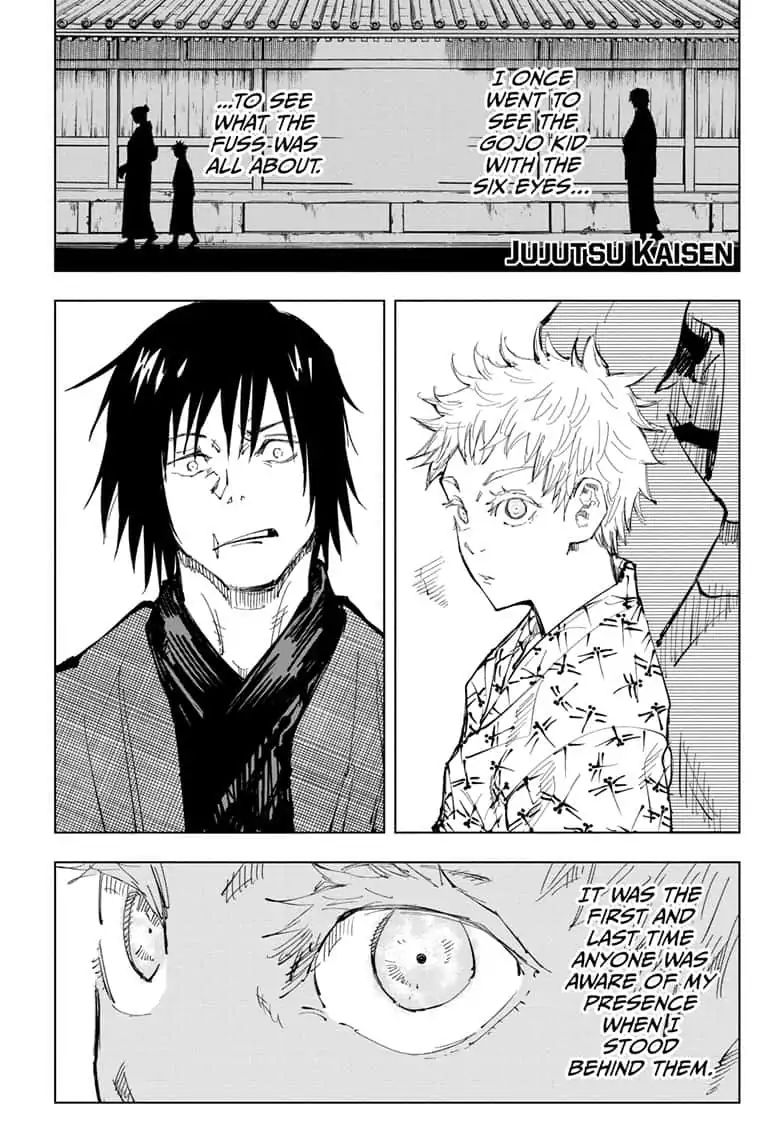 I ONCE
WENT TO
SEE THE
GOJO KID
WITH THE
SIX EYES...
...TO SEE
WHAT THE
FUSS WAS
ALL ABOUT.
JUJUTSU KAISEN
IT WAS THE
FIRST AND
LAST TIME
ANYONE WAS
AWARE OF MY
PRESENCE
WHEN I
STOOD
BEHIND THEM.